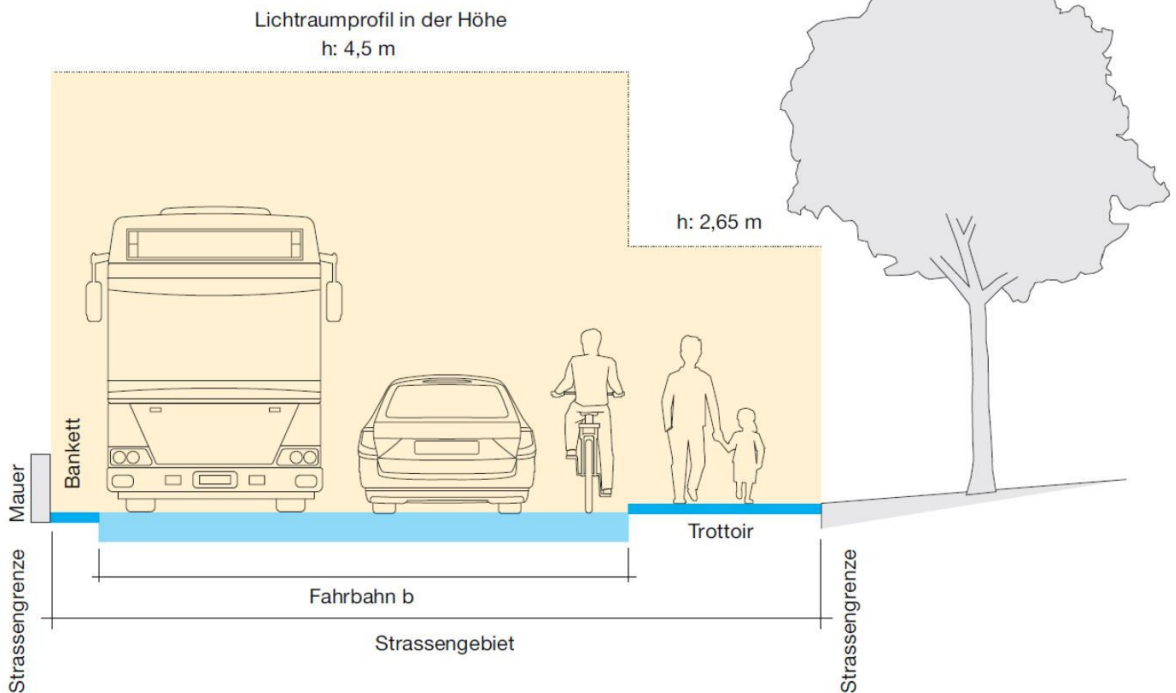 Lichtraumprofil in der Höhe
h: 4,5 m
h: 2,65 m
Bankett
Mauer
Trottoir
Strassengrenze
Fahrbahn b
Strassengrenze
Strassengebiet